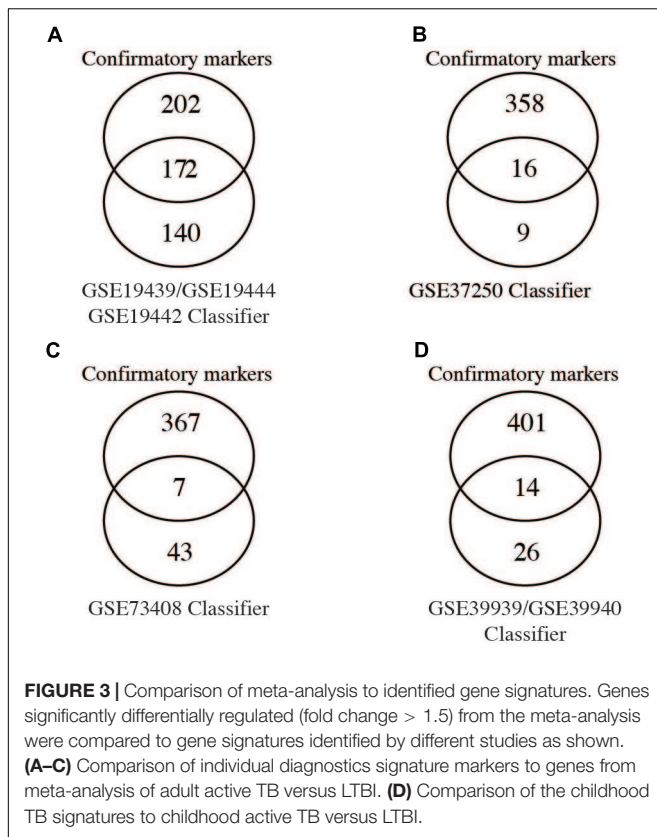 A
Confirmatory markers
202
172
140
GSE19439/GSE19444
GSE19442 Classifier
B
Confirmatory markers
358
16
9
GSE37250 Classifier
C
Confirmatory markers
367
7
43
GSE73408 Classifier
D
Confirmatory markers
401
14
26
GSE39939/GSE39940
Classifier
FIGURE 3 | Comparison of meta-analysis to identified gene signatures. Genes
significantly differentially regulated (fold change > 1.5) from the meta-analysis
were compared to gene signatures identified by different studies as shown.
(A–C) Comparison of individual diagnostics signature markers to genes from
meta-analysis of adult active TB versus LTBI. (D) Comparison of the childhood
TB signatures to childhood active TB versus LTBI.